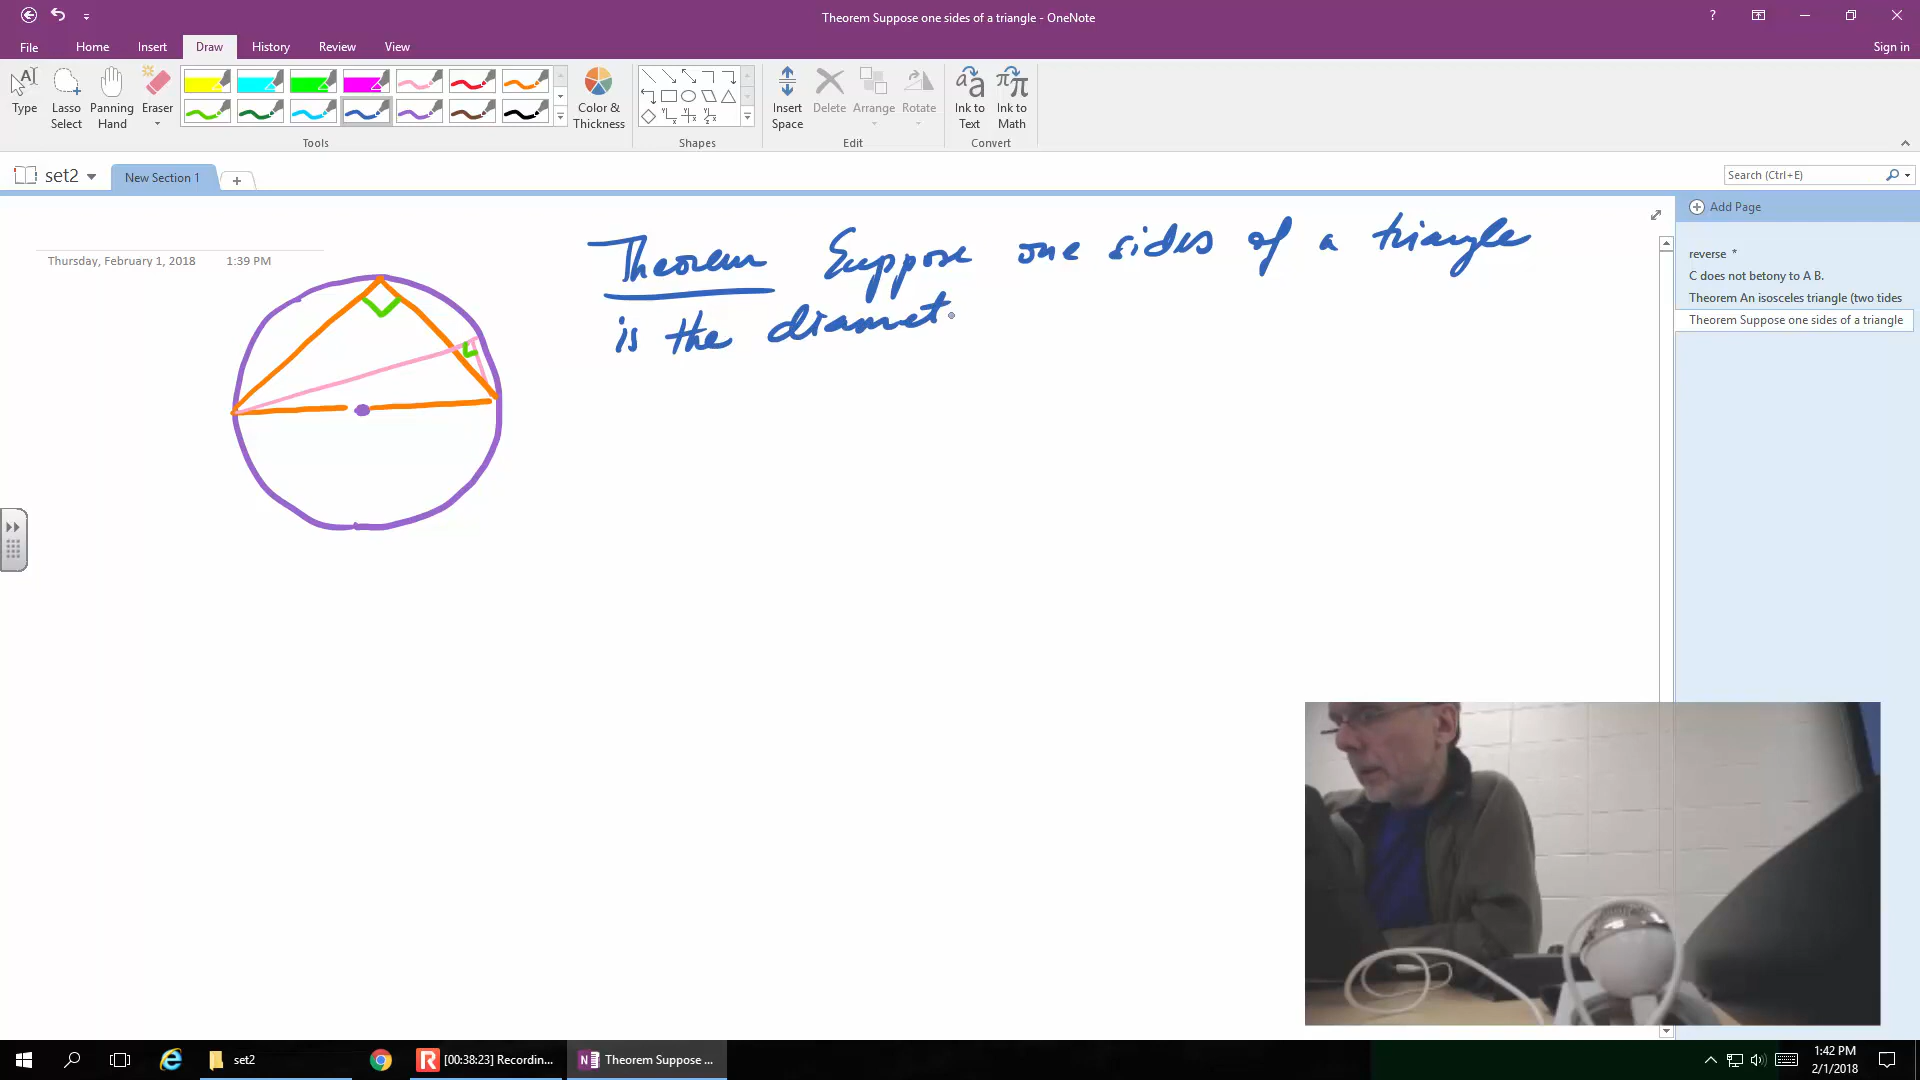 Theorem Suppose one sides of a triangle - OneNote
File Home Insert Draw History Review View
Sign in
Type
Lasso Select
Panning Hand
Eraser
Color & Thickness
Insert Space
Delete
Arrange
Rotate
Ink to Text
Ink to Math
Tools
Shapes
Edit
Convert
set2
New Section 1
Search (Ctrl+E)
Add Page
reverse *
C does not betony to A B.
Theorem An isosceles triangle (two tides
Theorem Suppose one sides of a triangle
Thursday, February 1, 2018 1:39 PM
Theorem Suppose one sides of a triangle
is the diamet
set2
[00:38:23] Recordin...
Theorem Suppose ...
1:42 PM
2/1/2018